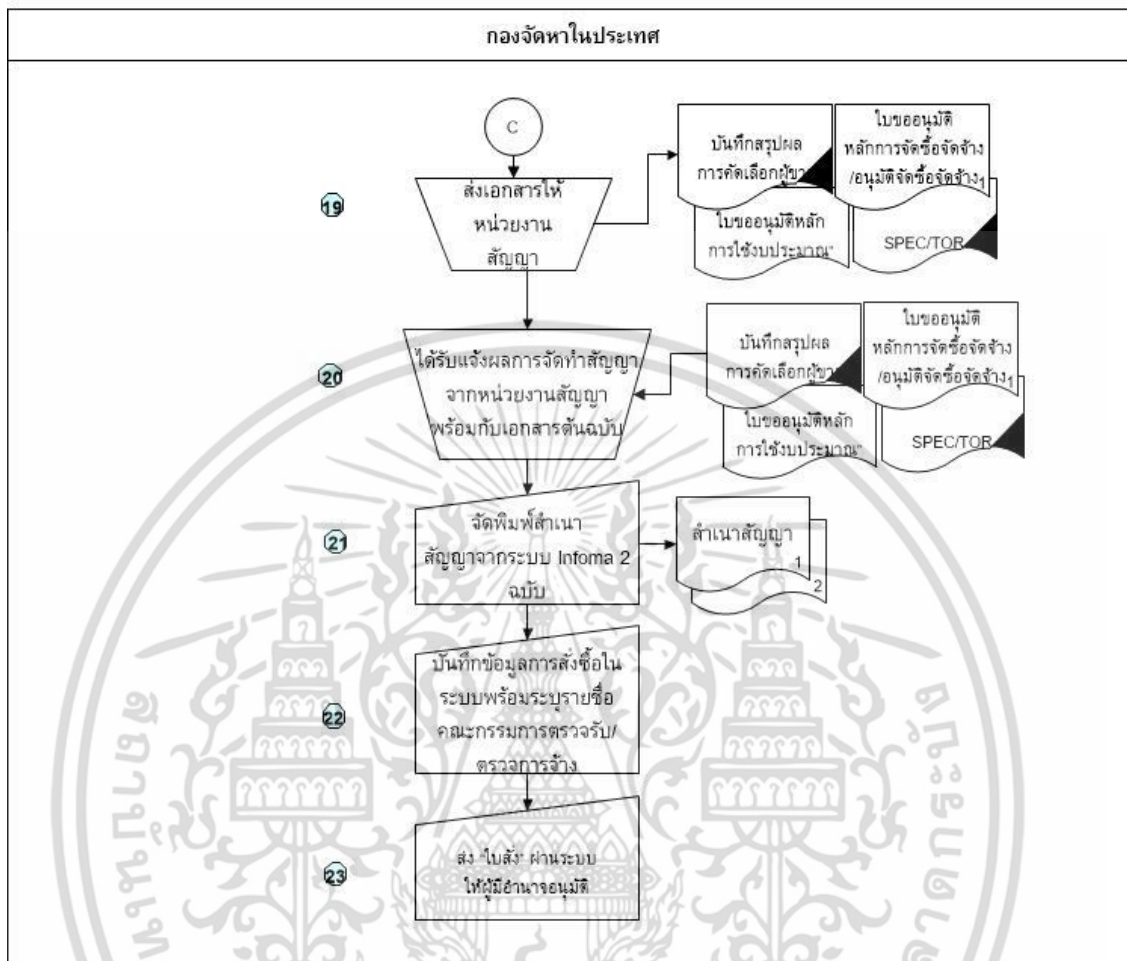 กองจัดหาในประเทศ
C
19
ส่งเอกสารให้
หน่วยงาน
สัญญา
บันทึกสรุปผล
การคัดเลือกผู้ขาย
ใบขออนุมัติ
หลักการจัดซื้อจัดจ้าง
/อนุมัติจัดซื้อจัดจ้าง1
ใบขออนุมัติหลัก
การใช้งบประมาณ"
SPEC/TOR
20
ได้รับแจ้งผลการจัดทำสัญญา
จากหน่วยงานสัญญา
พร้อมกับเอกสารต้นฉบับ
บันทึกสรุปผล
การคัดเลือกผู้ขาย
ใบขออนุมัติ
หลักการจัดซื้อจัดจ้าง
/อนุมัติจัดซื้อจัดจ้าง1
ใบขออนุมัติหลัก
การใช้งบประมาณ"
SPEC/TOR
21
จัดพิมพ์สำเนา
สัญญาจากระบบ Infoma 2
ฉบับ
สำเนาสัญญา
1
2
22
บันทึกข้อมูลการสั่งซื้อใน
ระบบพร้อมระบุรายชื่อ
คณะกรรมการตรวจรับ/
ตรวจการจ้าง
23
ส่ง "ใบสั่ง" ผ่านระบบ
ให้ผู้มีอำนาจอนุมัติ